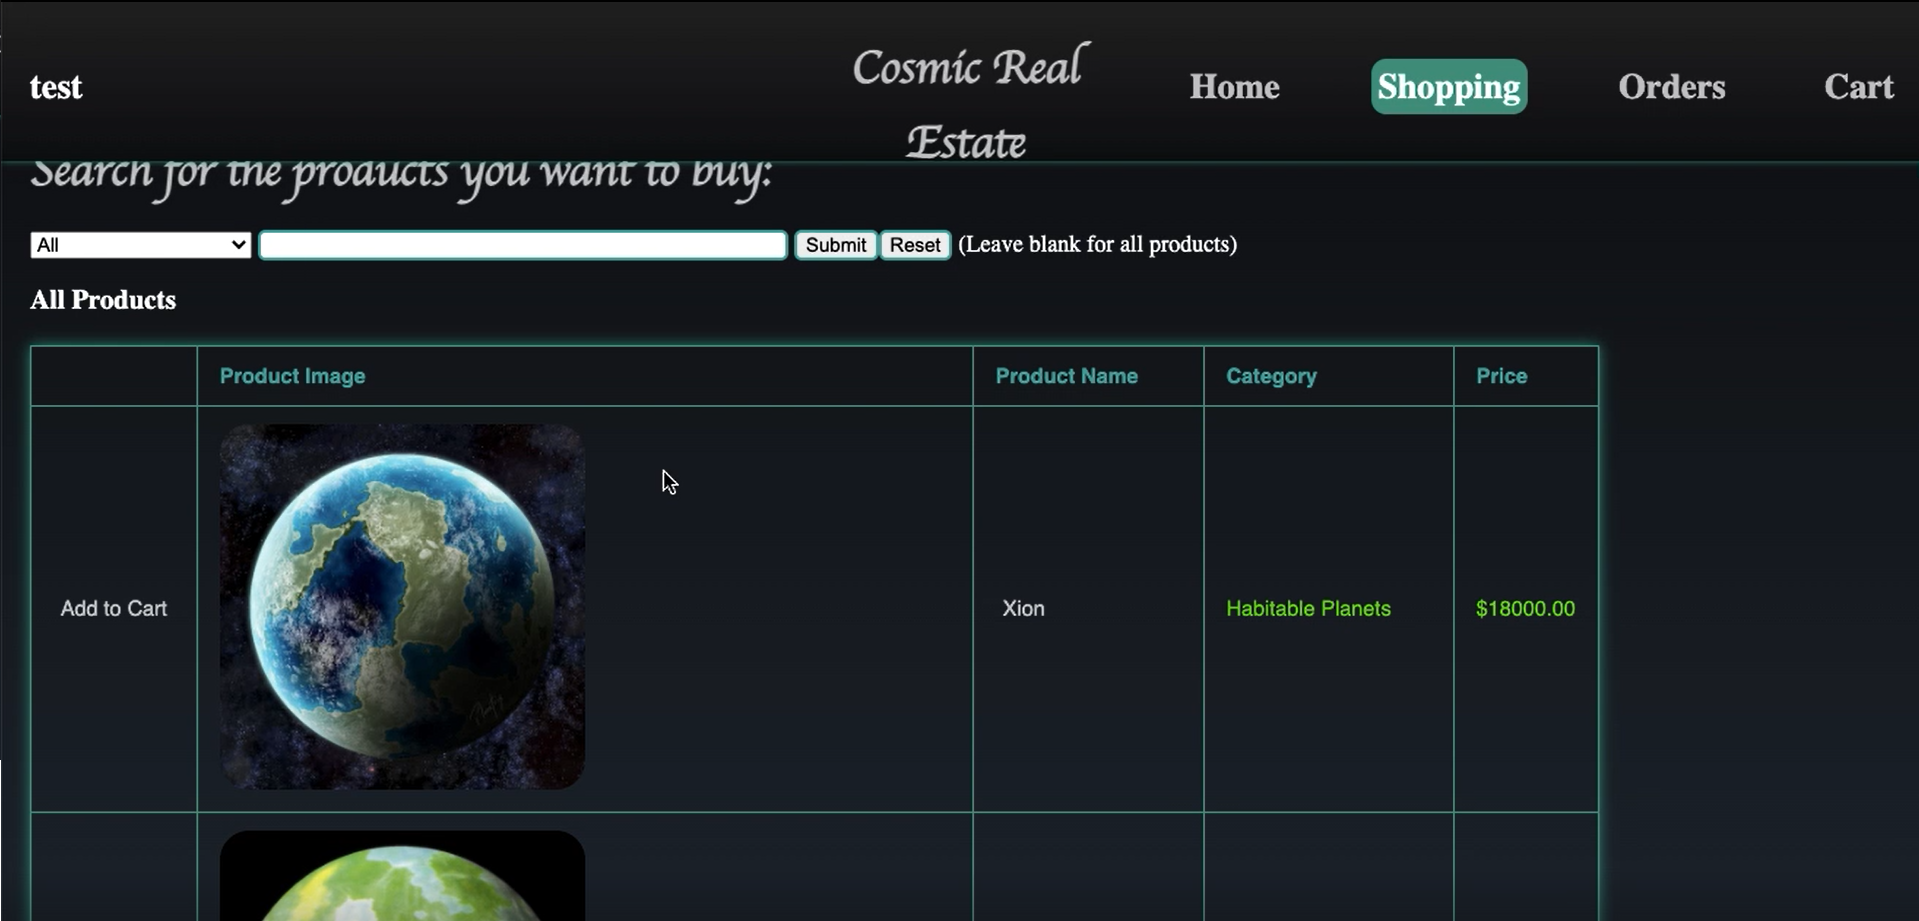 test
Cosmic Real
Estate
Home
Shopping
Orders
Cart
Search for the products you want to buy:
All
Submit
Reset
(Leave blank for all products)
All Products
Product Image
Product Name
Category
Price
Add to Cart
Xion
Habitable Planets
$18000.00